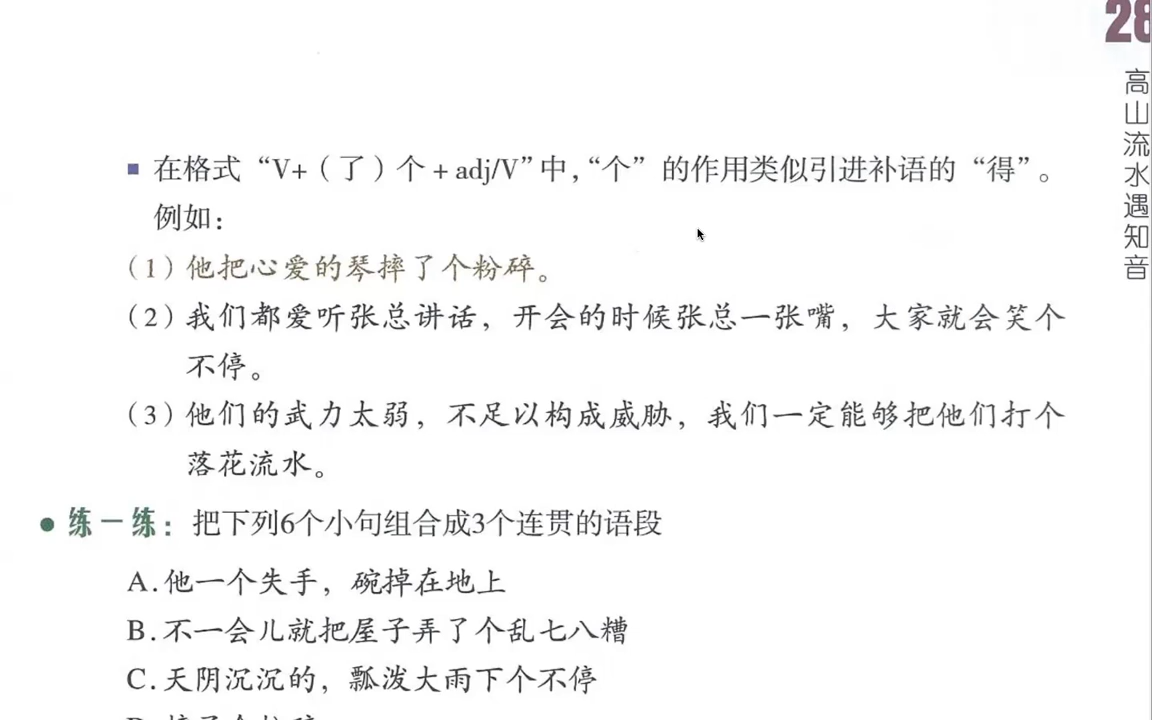 28
高山流水遇知音
■ 在格式“V+（了）个 + adj/V”中，“个”的作用类似引进补语的“得”。
例如：
（1）他把心爱的琴摔了个粉碎。
（2）我们都爱听张总讲话，开会的时候张总一张嘴，大家就会笑个
不停。
（3）他们的武力太弱，不足以构成威胁，我们一定能够把他们打个
落花流水。
● 练一练：把下列6个小句组合成3个连贯的语段
A. 他一个失手，碗掉在地上
B. 不一会儿就把屋子弄了个乱七八糟
C. 天阴沉沉的，瓢泼大雨下个不停